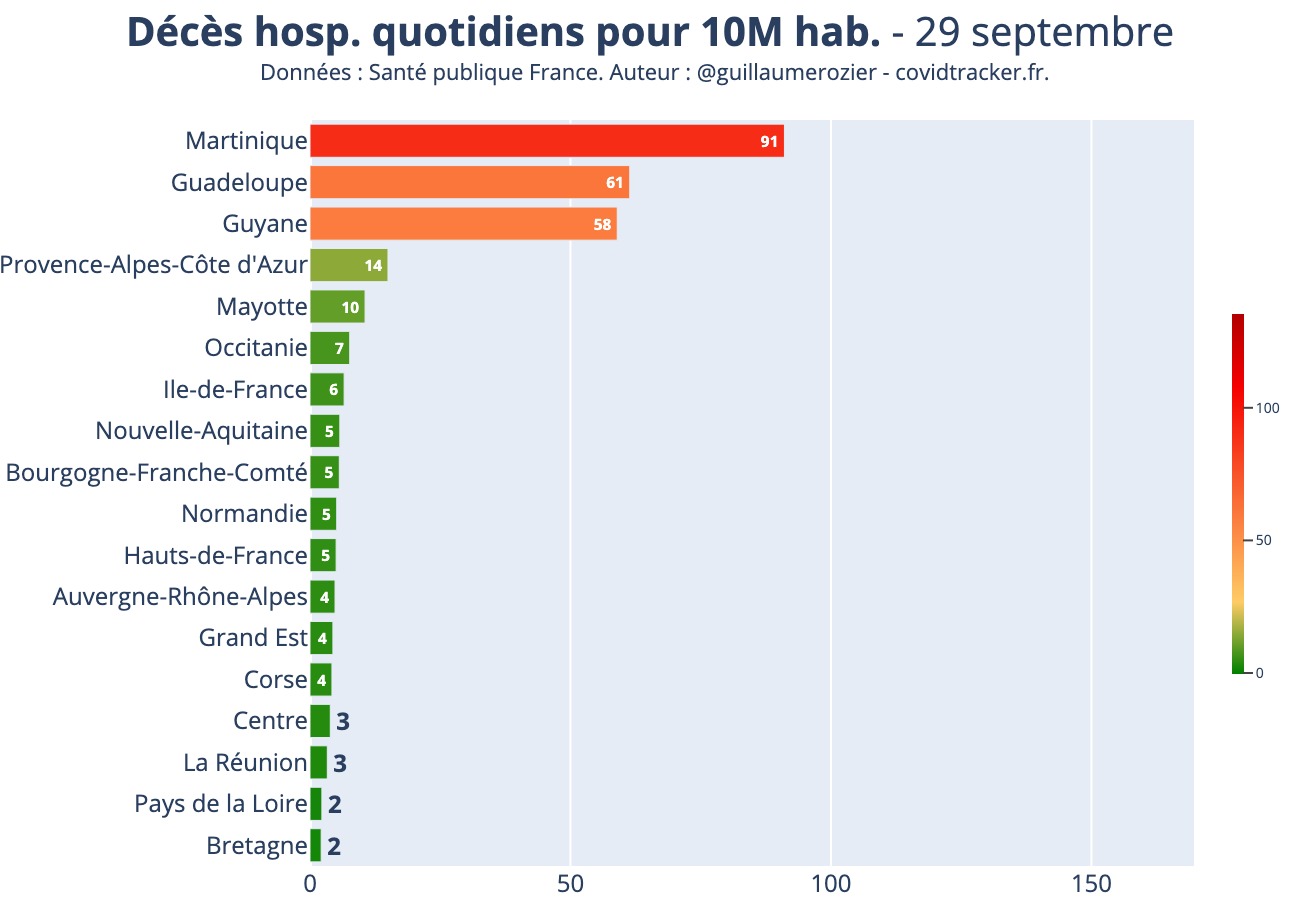 Décès hosp. quotidiens pour 10M hab. - 29 septembre
Données : Santé publique France. Auteur : @guillaumerozier - covidtracker.fr.
Martinique 91
Guadeloupe 61
Guyane 58
Provence-Alpes-Côte d'Azur 14
Mayotte 10
Occitanie 7
Ile-de-France 6
Nouvelle-Aquitaine 5
Bourgogne-Franche-Comté 5
Normandie 5
Hauts-de-France 5
Auvergne-Rhône-Alpes 4
Grand Est 4
Corse 4
Centre 3
La Réunion 3
Pays de la Loire 2
Bretagne 2
0 50 100 150
100
50
0